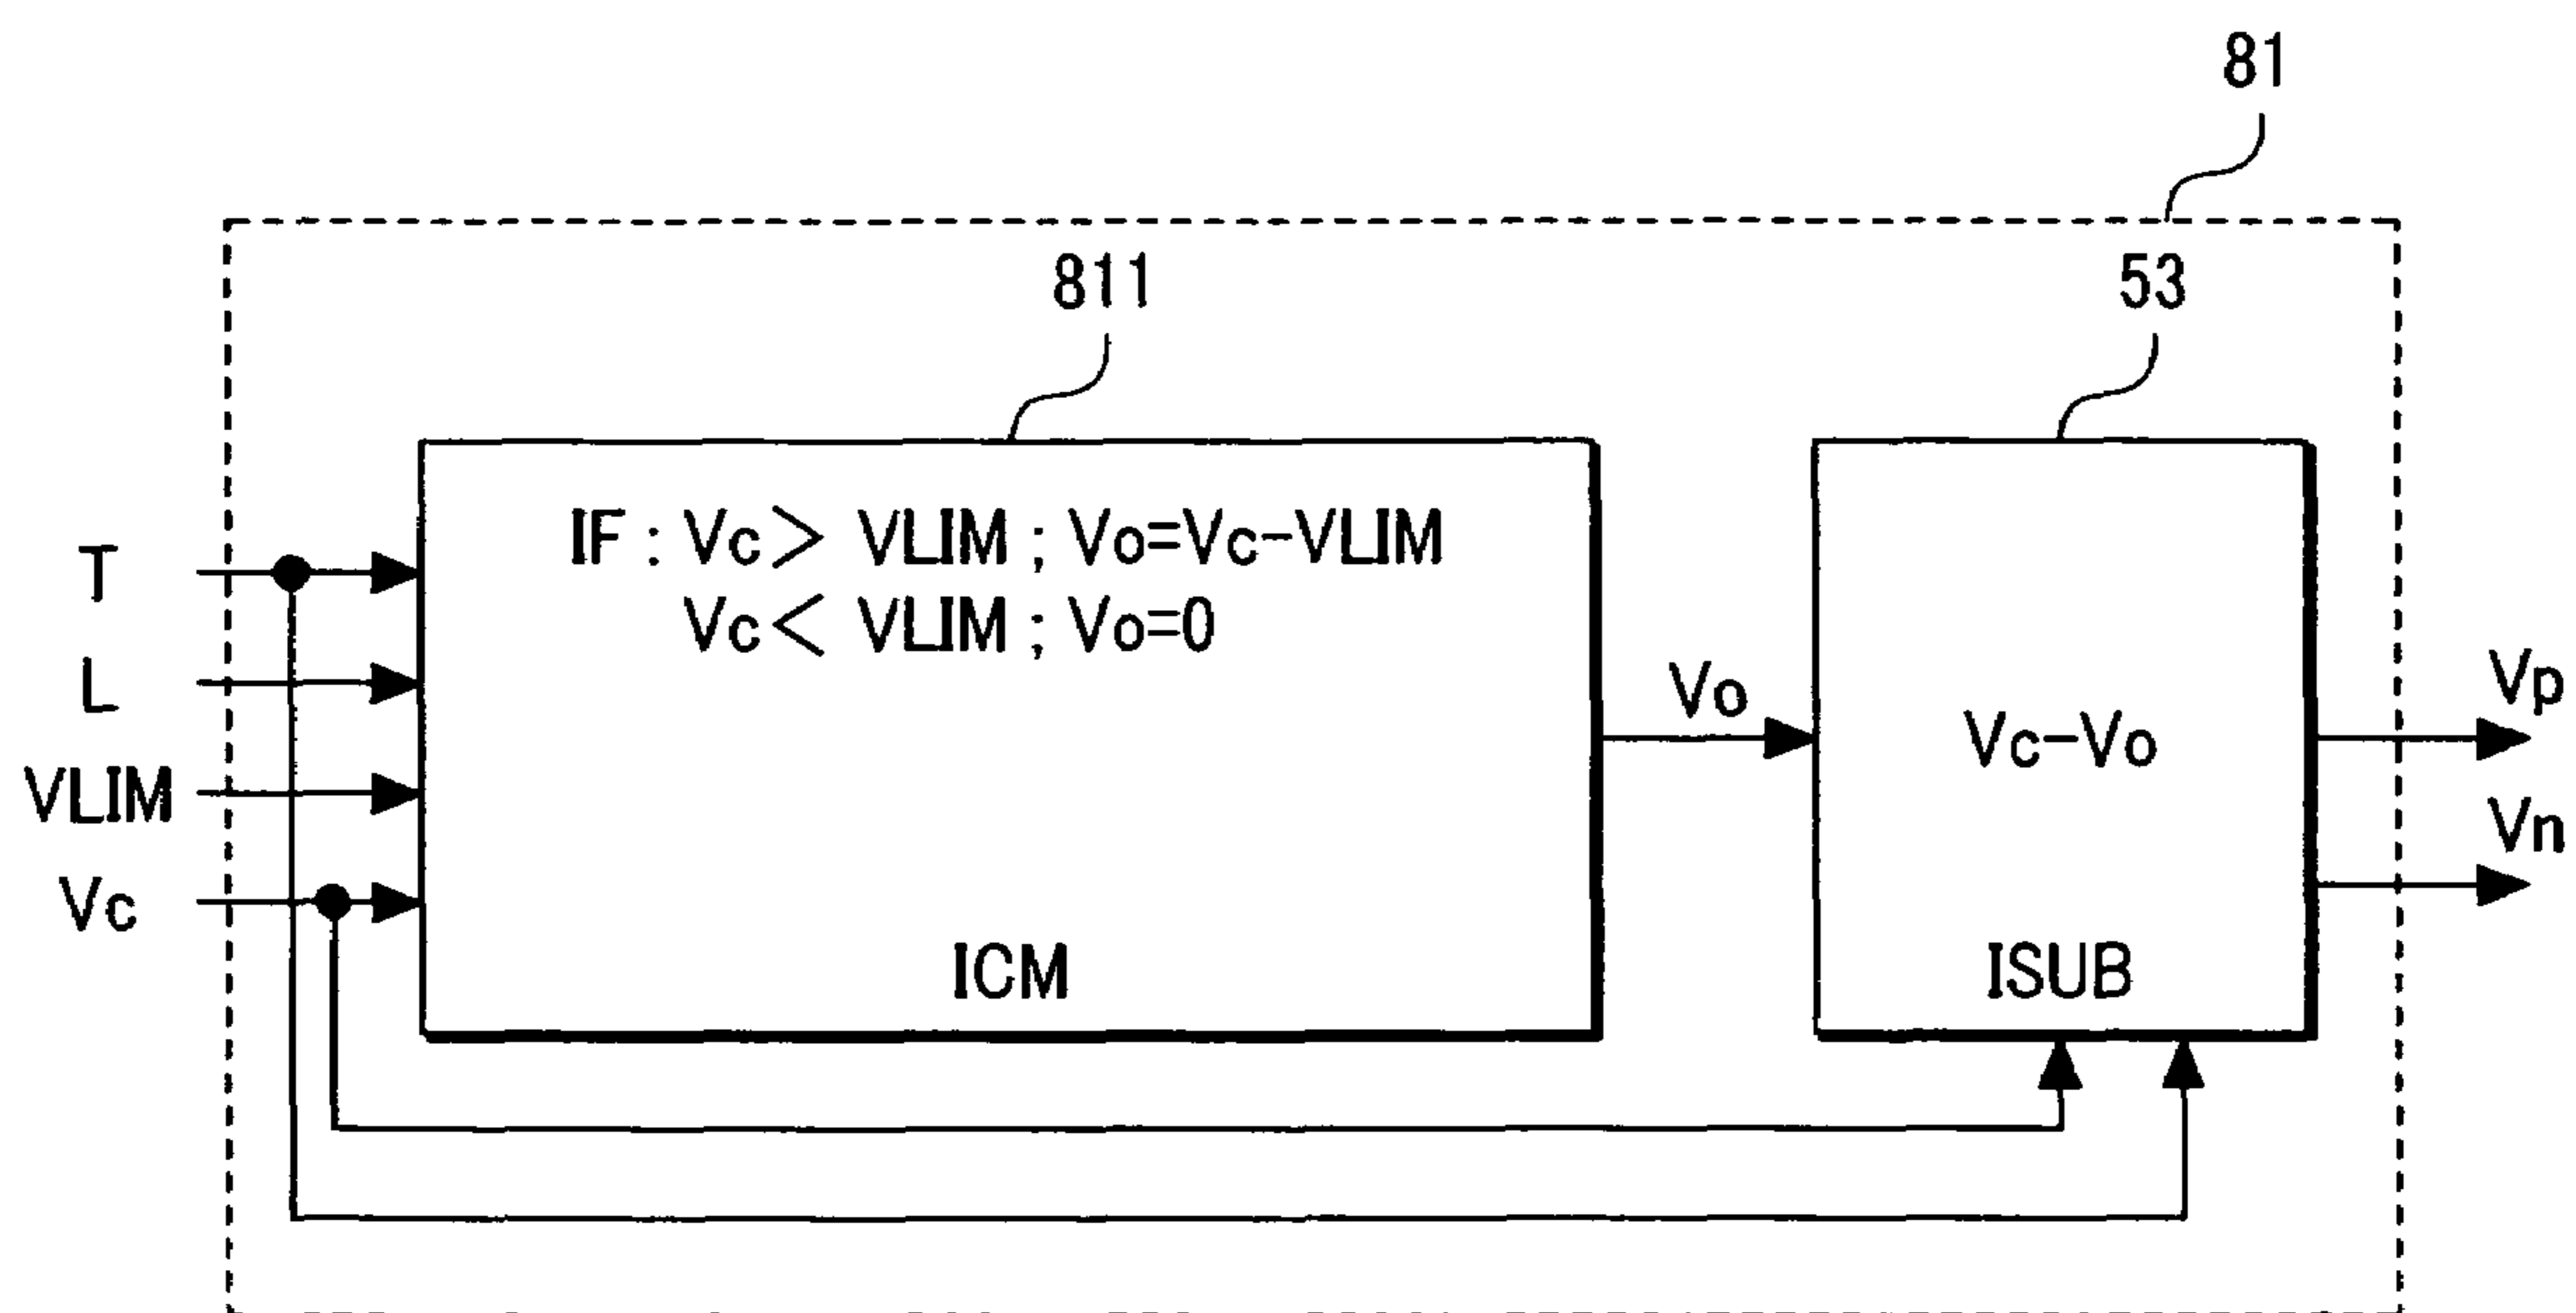 81
811
53
IF : Vc > VLIM ; Vo=Vc-VLIM
Vc < VLIM ; Vo=0
T
L
VLIM
Vc
Vo
Vc-Vo
Vp
Vn
ICM
ISUB